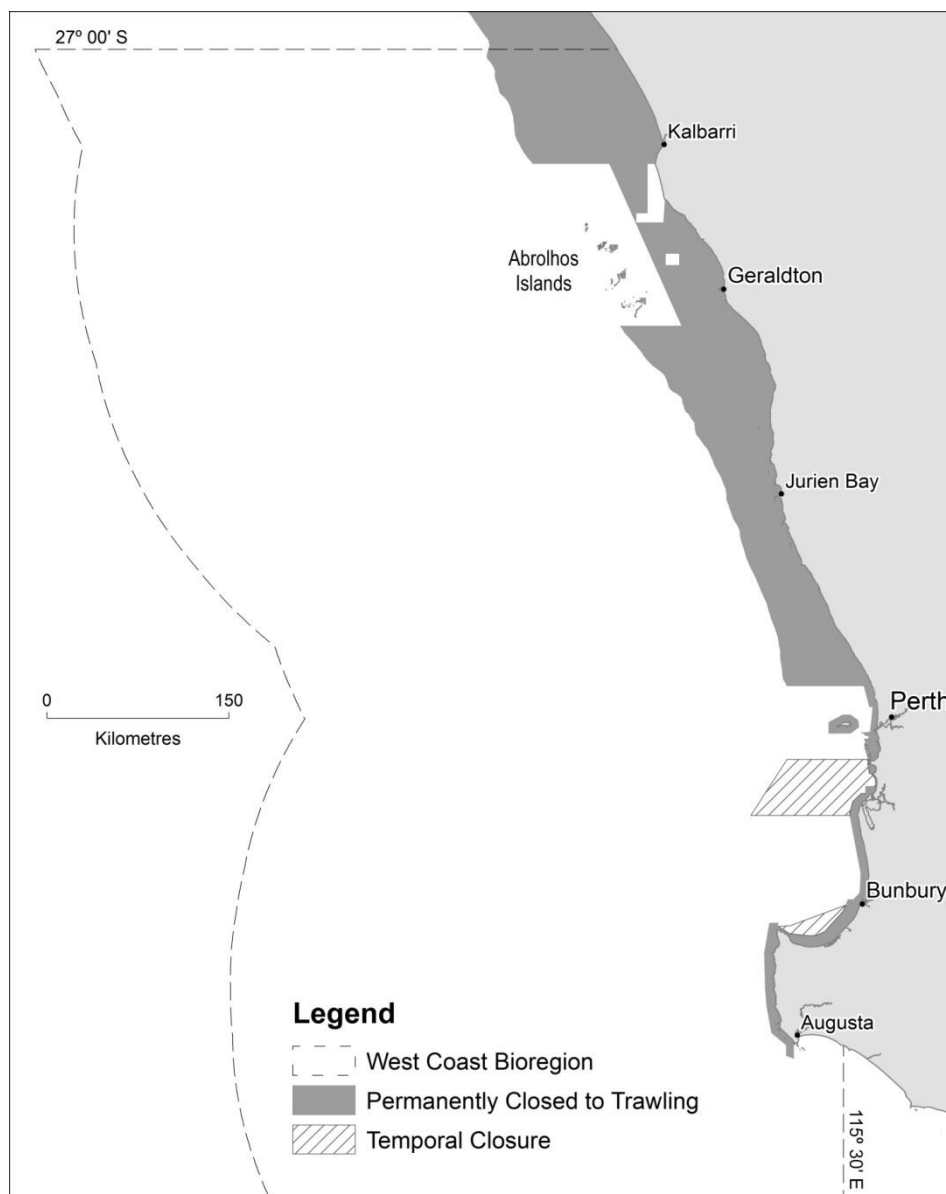 27º 00' S
Kalbarri
Abrolhos
Islands
Geraldton
Jurien Bay
0 150
Kilometres
Perth
Bunbury
Augusta
115º 30' E
Legend
West Coast Bioregion
Permanently Closed to Trawling
Temporal Closure